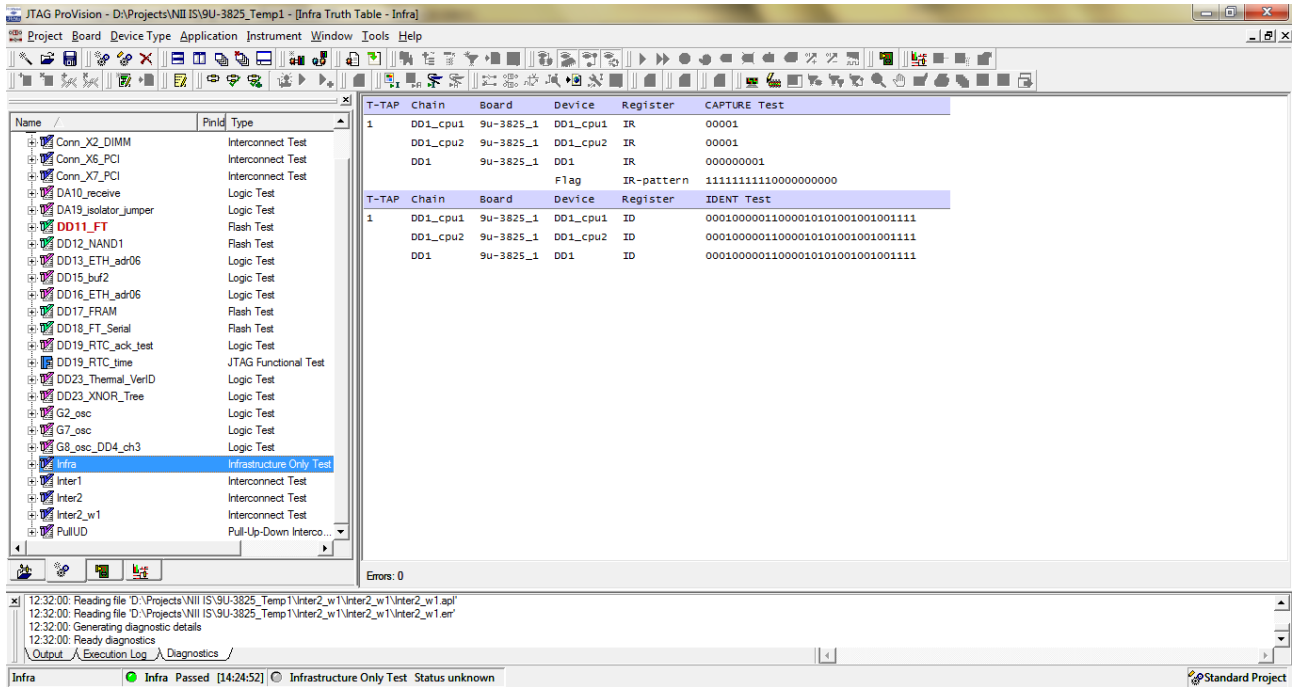 JTAG ProVision - D:\Projects\NII IS\9U-3825_Temp1 - [Infra Truth Table - Infra]
Project Board Device Type Application Instrument Window Tools Help
Name / PinId Type
Conn_X2_DIMM Interconnect Test
Conn_X6_PCI Interconnect Test
Conn_X7_PCI Interconnect Test
DA10_receive Logic Test
DA19_isolator_jumper Logic Test
DD11_FT Flash Test
DD12_NAND1 Flash Test
DD13_ETH_adr06 Logic Test
DD15_buf2 Logic Test
DD16_ETH_adr06 Logic Test
DD17_FRAM Flash Test
DD18_FT_Serial Flash Test
DD19_RTC_ack_test Logic Test
DD19_RTC_time JTAG Functional Test
DD23_Thermal_VerID Logic Test
DD23_XNOR_Tree Logic Test
G2_osc Logic Test
G7_osc Logic Test
G8_osc_DD4_ch3 Logic Test
Infra Infrastructure Only Test
Inter1 Interconnect Test
Inter2 Interconnect Test
Inter2_w1 Interconnect Test
PullUD Pull-Up-Down Interco...
T-TAP Chain Board Device Register CAPTURE Test
1 DD1_cpu1 9u-3825_1 DD1_cpu1 IR 00001
DD1_cpu2 9u-3825_1 DD1_cpu2 IR 00001
DD1 9u-3825_1 DD1 IR 000000001
Flag IR-pattern 11111111110000000000
T-TAP Chain Board Device Register IDENT Test
1 DD1_cpu1 9u-3825_1 DD1_cpu1 ID 00010000011000010101001001001111
DD1_cpu2 9u-3825_1 DD1_cpu2 ID 00010000011000010101001001001111
DD1 9u-3825_1 DD1 ID 00010000011000010101001001001111
Errors: 0
12:32:00: Reading file 'D:\Projects\NII IS\9U-3825_Temp1\Inter2_w1\Inter2_w1\Inter2_w1.apl'
12:32:00: Reading file 'D:\Projects\NII IS\9U-3825_Temp1\Inter2_w1\Inter2_w1\Inter2_w1.err'
12:32:00: Generating diagnostic details
12:32:00: Ready diagnostics
Output Execution Log Diagnostics
Infra Infra Passed [14:24:52] Infrastructure Only Test Status unknown Standard Project